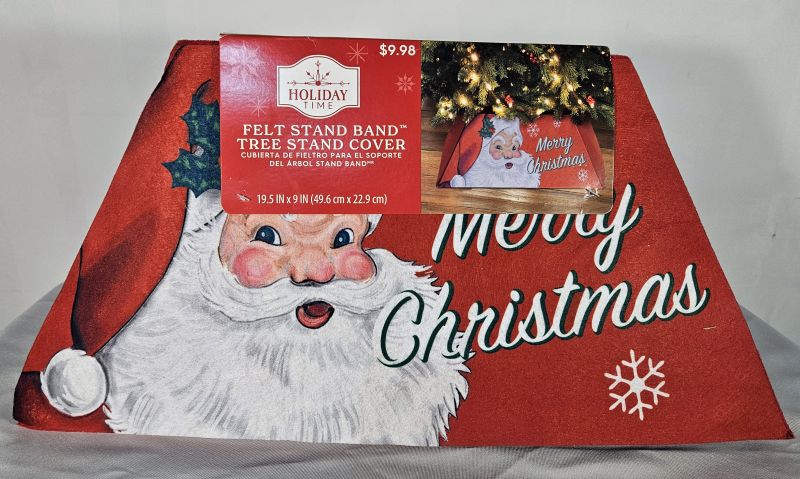 $9.98
HOLIDAY
TIME
FELT STAND BAND™
TREE STAND COVER
CUBIERTA DE FIELTRO PARA EL SOPORTE
DEL ÁRBOL STAND BAND™
19.5 IN x 9 IN (49.6 cm x 22.9 cm)
Merry
Christmas
Merry
Christmas